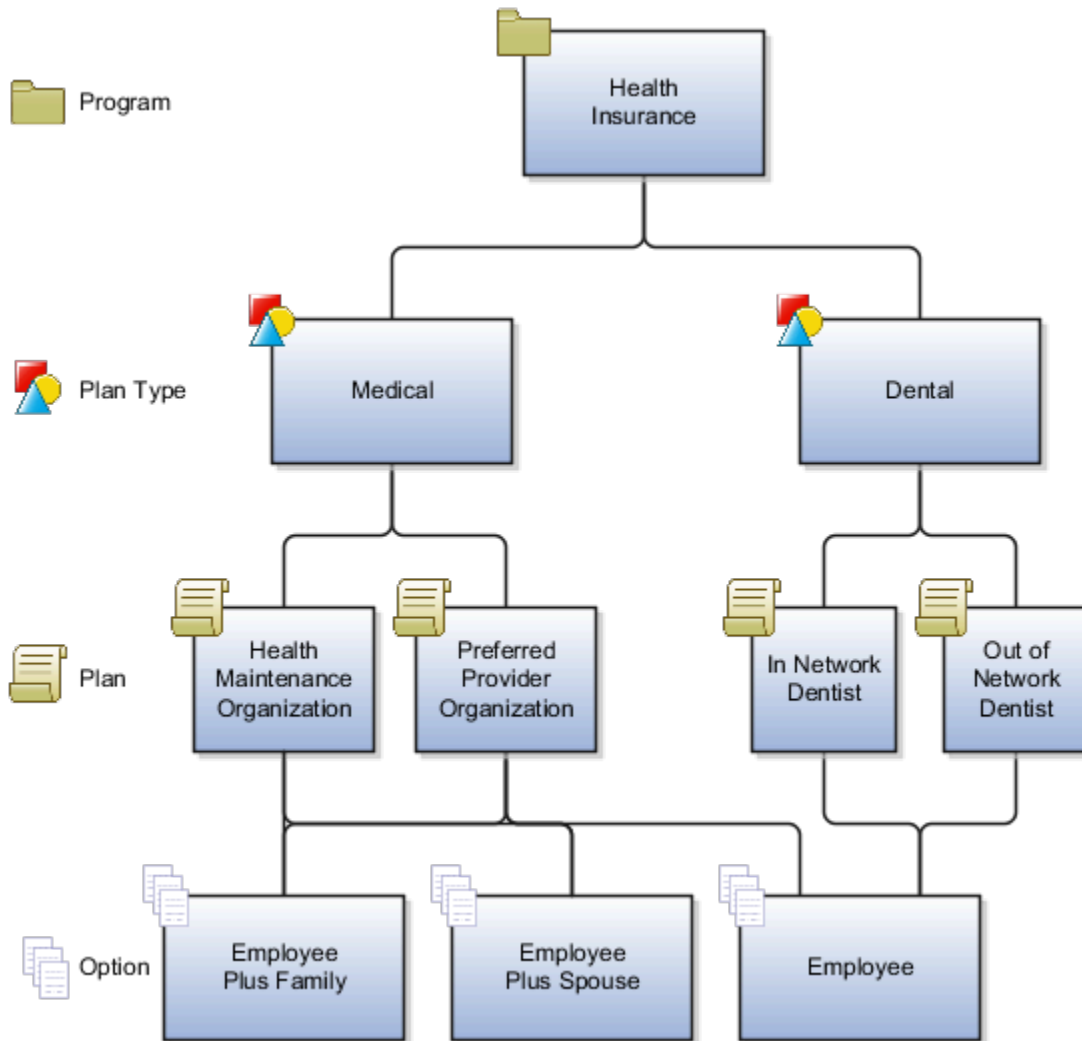 Program
Health
Insurance
Plan Type
Medical
Dental
Plan
Health
Maintenance
Organization
Preferred
Provider
Organization
In Network
Dentist
Out of
Network
Dentist
Option
Employee
Plus Family
Employee
Plus Spouse
Employee